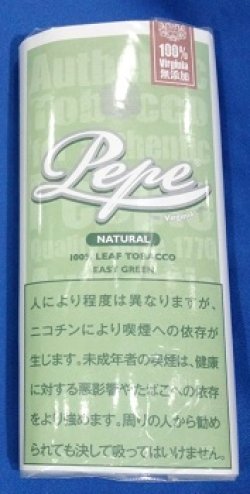 100%
Virginia
無添加
Authentic
Tobacco
Pepe
Virginia
NATURAL
100% LEAF TOBACCO
EASY GREEN
人により程度は異なりますが、
ニコチンにより喫煙への依存が
生じます。未成年者の喫煙は、健康
に対する悪影響やたばこへの依存
をより強めます。周りの人から勧め
られても決して吸ってはいけません。